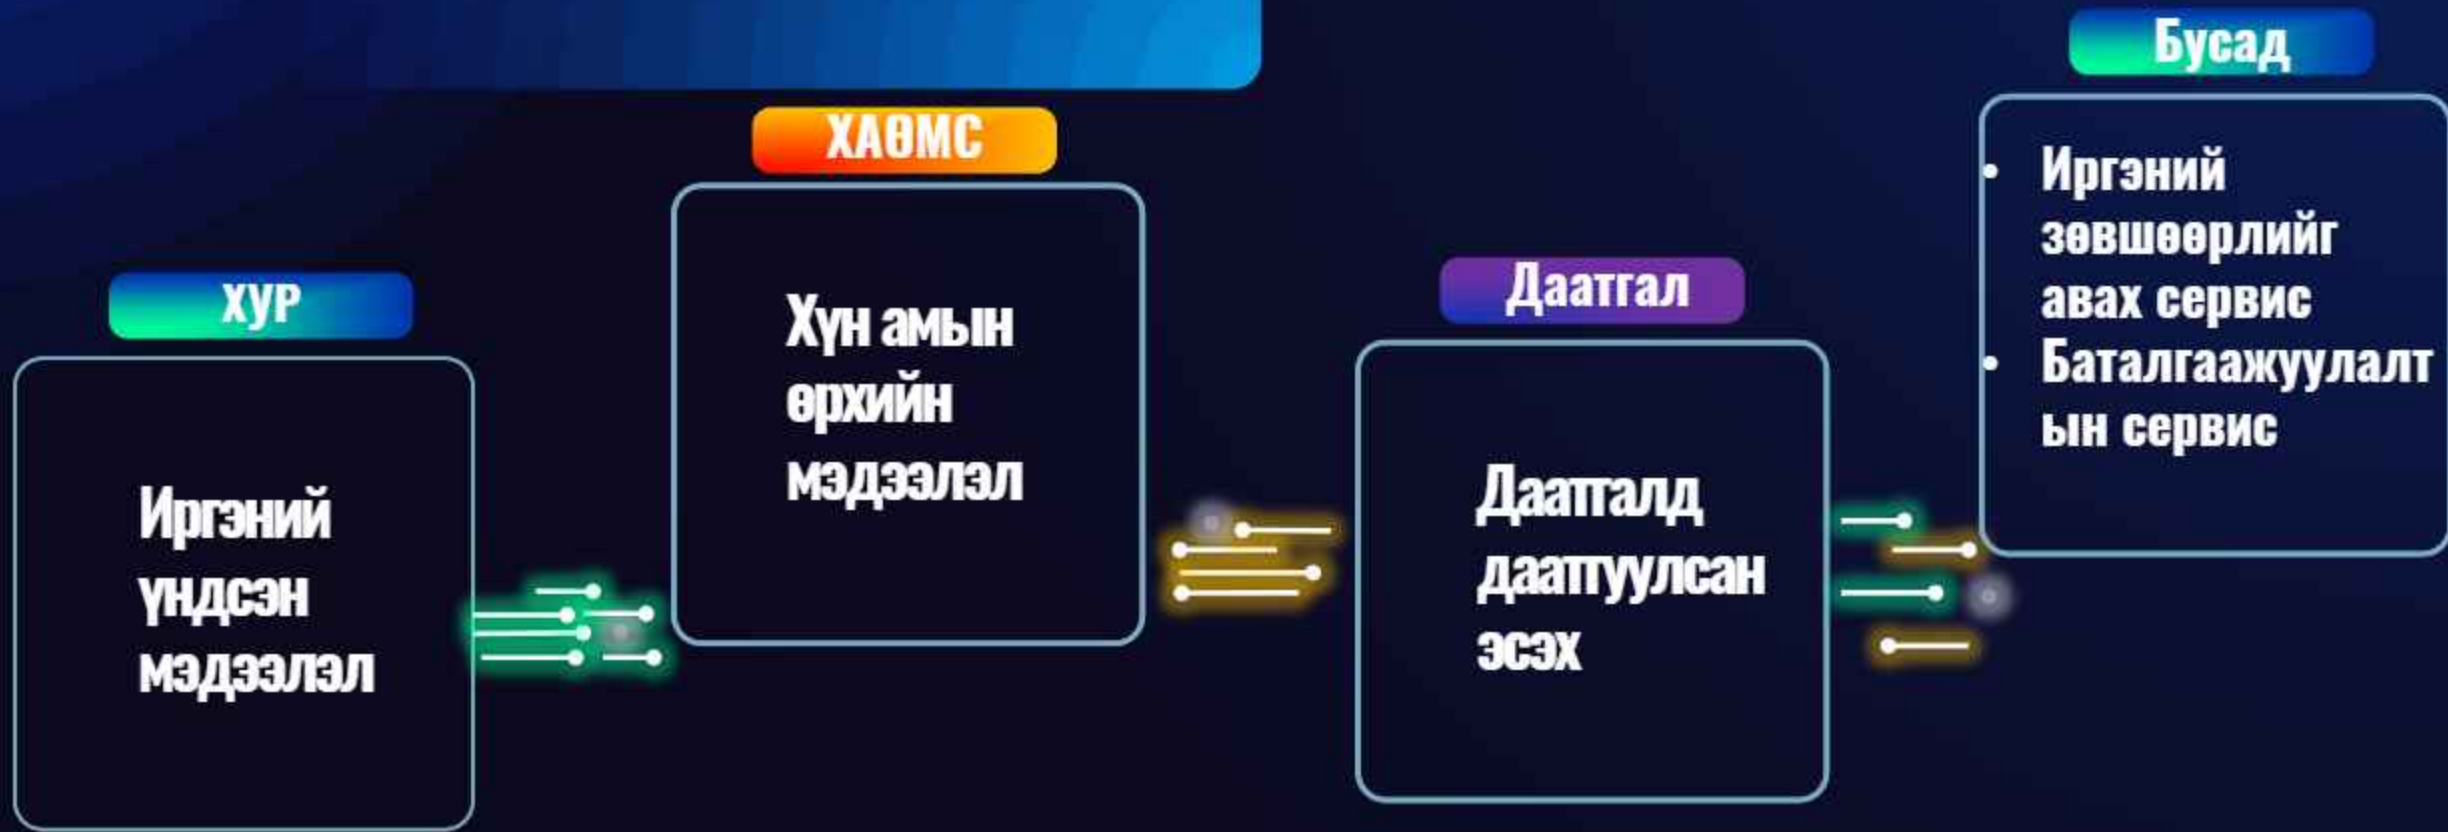 ХУР
Иргэний
үндсэн
мэдээлэл
ХАӨМС
Хүн амын
өрхийн
мэдээлэл
Даатгал
Даатгалд
даатгуулсан
эсэх
Бусад
• Иргэний
зөвшөөрлийг
авах сервис
• Баталгаажуулалт
ын сервис